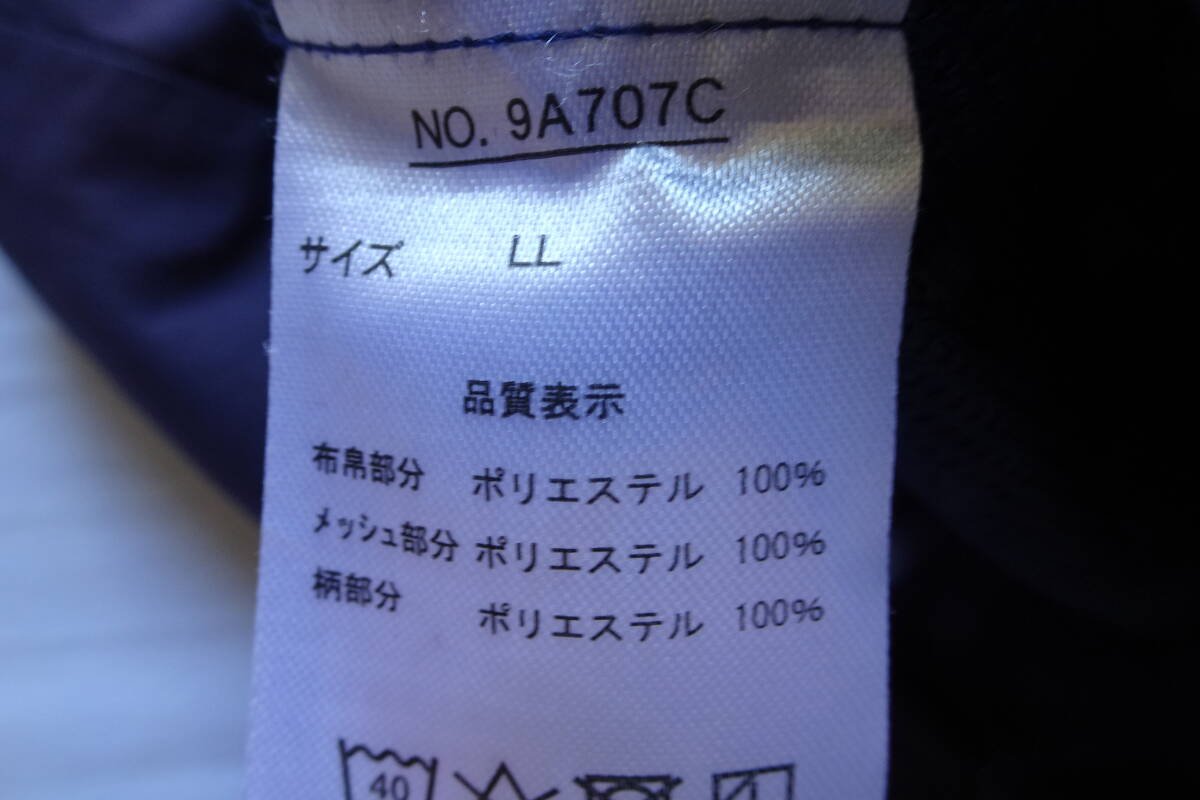 NO. 9A707C
サイズ LL
品質表示
布帛部分 ポリエステル 100%
メッシュ部分 ポリエステル 100%
柄部分 ポリエステル 100%
40